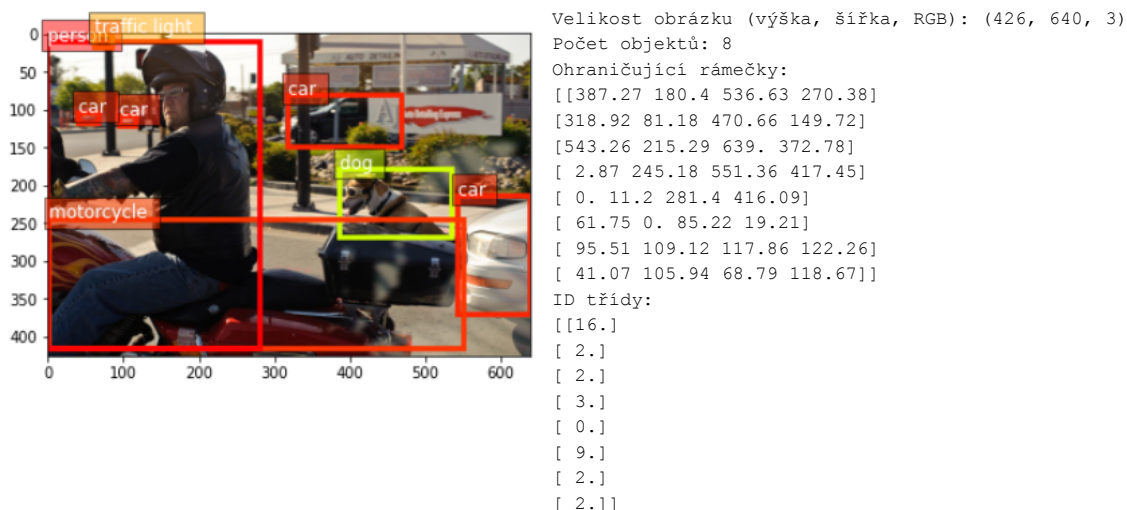 traffic light
person
car
car
car
dog
car
motorcycle
0
50
100
150
200
250
300
350
400
0 100 200 300 400 500 600
Velikost obrázku (výška, šířka, RGB): (426, 640, 3)
Počet objektů: 8
Ohraničující rámečky:
[[387.27 180.4 536.63 270.38]
[318.92 81.18 470.66 149.72]
[543.26 215.29 639. 372.78]
[ 2.87 245.18 551.36 417.45]
[ 0. 11.2 281.4 416.09]
[ 61.75 0. 85.22 19.21]
[ 95.51 109.12 117.86 122.26]
[ 41.07 105.94 68.79 118.67]]
ID třídy:
[[16.]
[ 2.]
[ 2.]
[ 3.]
[ 0.]
[ 9.]
[ 2.]
[ 2.]]